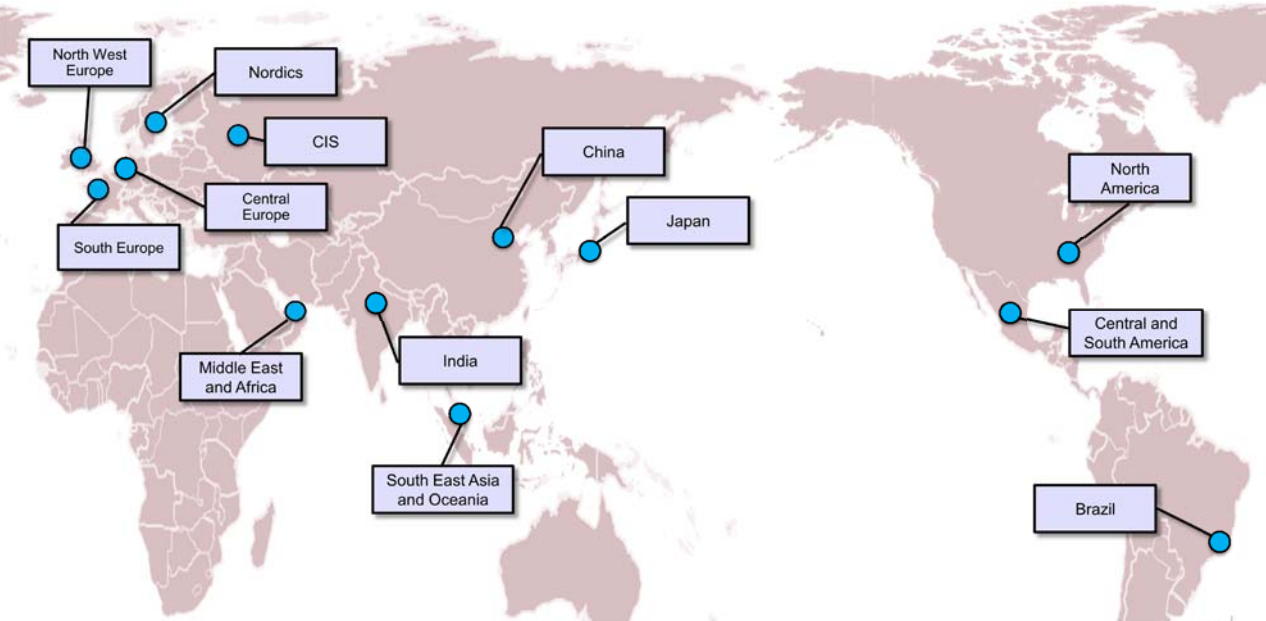 North West
Europe
Nordics
CIS
China
North
America
Central
Europe
Japan
South Europe
Central and
South America
India
Middle East
and Africa
South East Asia
and Oceania
Brazil